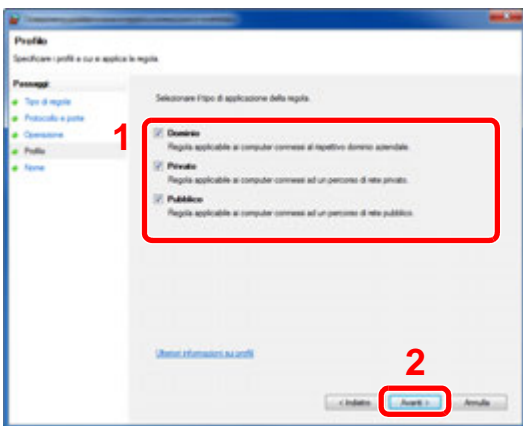 Profilo
Specificare i profili a cui si applica la regola.
Passaggi:
Tipo di regola
Protocollo e porte
Operazione
Profilo
Nome
Selezionare il tipo di applicazione della regola.
1
Dominio
Regola applicabile ai computer connessi al rispettivo dominio aziendale.
Privato
Regola applicabile ai computer connessi ad un percorso di rete privato.
Pubblico
Regola applicabile ai computer connessi ad un percorso di rete pubblico.
Ulteriori informazioni sui profili
2
< Indietro
Avanti >
Annulla